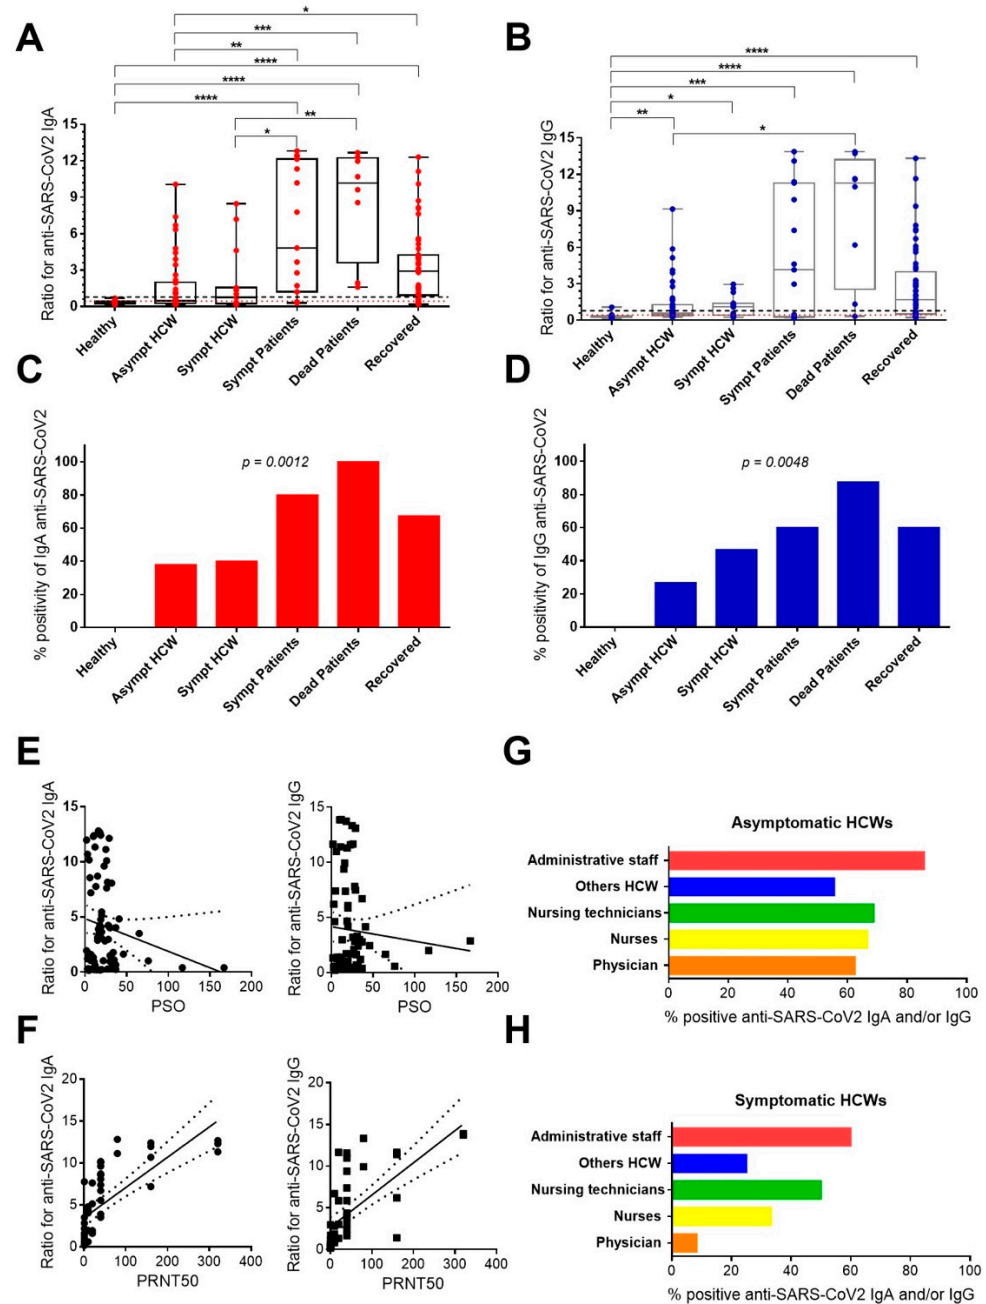 A
*
***
**
****
****
****
**
*
Ratio for anti-SARS-CoV2 IgA
15
12
9
6
3
0
Healthy
Asympt HCW
Sympt HCW
Sympt Patients
Dead Patients
Recovered
B
****
****
***
*
**
*
Ratio for anti-SARS-CoV2 IgG
15
12
9
6
3
0
Healthy
Asympt HCW
Sympt HCW
Sympt Patients
Dead Patients
Recovered
C
% positivity of IgA anti-SARS-CoV2
p = 0.0012
100
80
60
40
20
0
Healthy
Asympt HCW
Sympt HCW
Sympt Patients
Dead Patients
Recovered
D
% positivity of IgG anti-SARS-CoV2
p = 0.0048
100
80
60
40
20
0
Healthy
Asympt HCW
Sympt HCW
Sympt Patients
Dead Patients
Recovered
E
Ratio for anti-SARS-CoV2 IgA
15
10
5
0
0 50 100 150 200
PSO
Ratio for anti-SARS-CoV2 IgG
15
10
5
0
0 50 100 150 200
PSO
G
Asymptomatic HCWs
Administrative staff
Others HCW
Nursing technicians
Nurses
Physician
0 20 40 60 80 100
% positive anti-SARS-CoV2 IgA and/or IgG
F
Ratio for anti-SARS-CoV2 IgA
20
15
10
5
0
0 100 200 300 400
PRNT50
Ratio for anti-SARS-CoV2 IgG
20
15
10
5
0
0 100 200 300 400
PRNT50
H
Symptomatic HCWs
Administrative staff
Others HCW
Nursing technicians
Nurses
Physician
0 20 40 60 80 100
% positive anti-SARS-CoV2 IgA and/or IgG